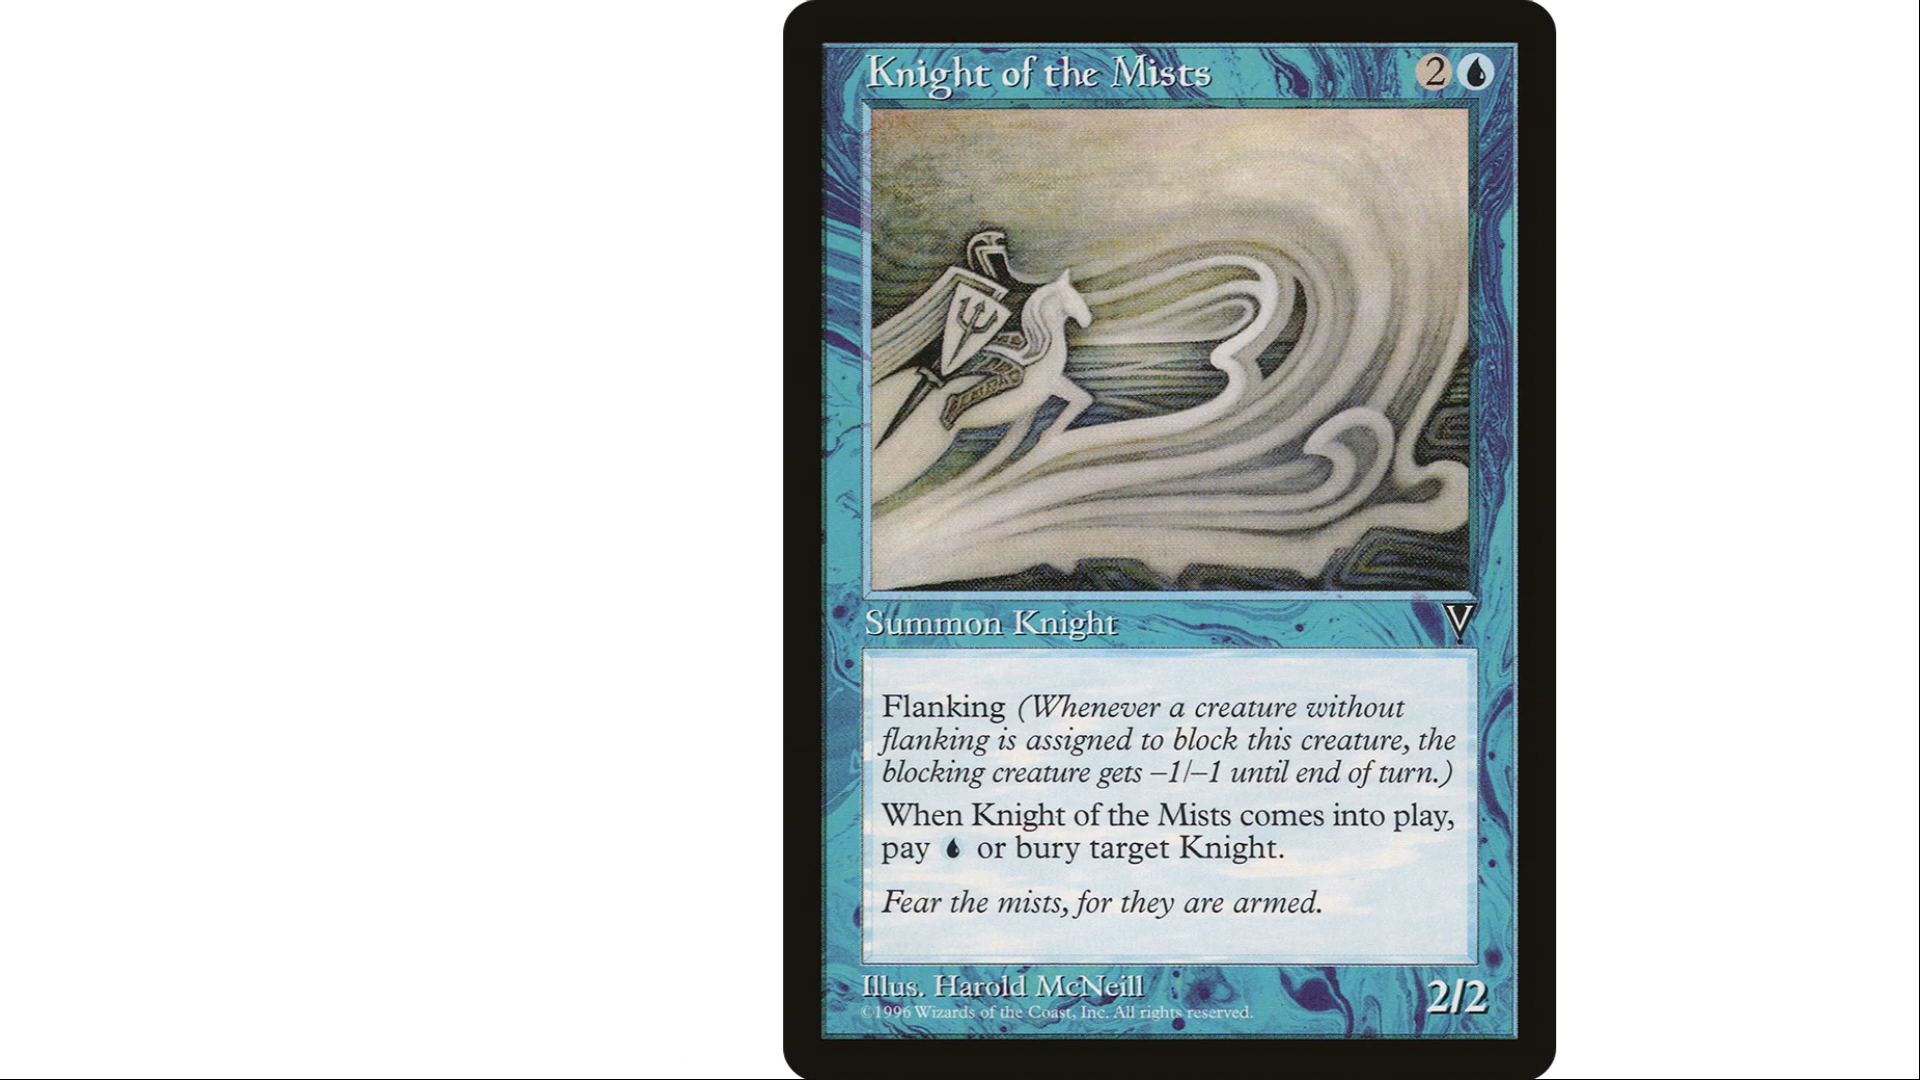 Knight of the Mists 2
Summon Knight V
Flanking (Whenever a creature without
flanking is assigned to block this creature, the
blocking creature gets –1/–1 until end of turn.)
When Knight of the Mists comes into play,
pay or bury target Knight.
Fear the mists, for they are armed.
Illus. Harold McNeill
©1996 Wizards of the Coast, Inc. All rights reserved.
2/2